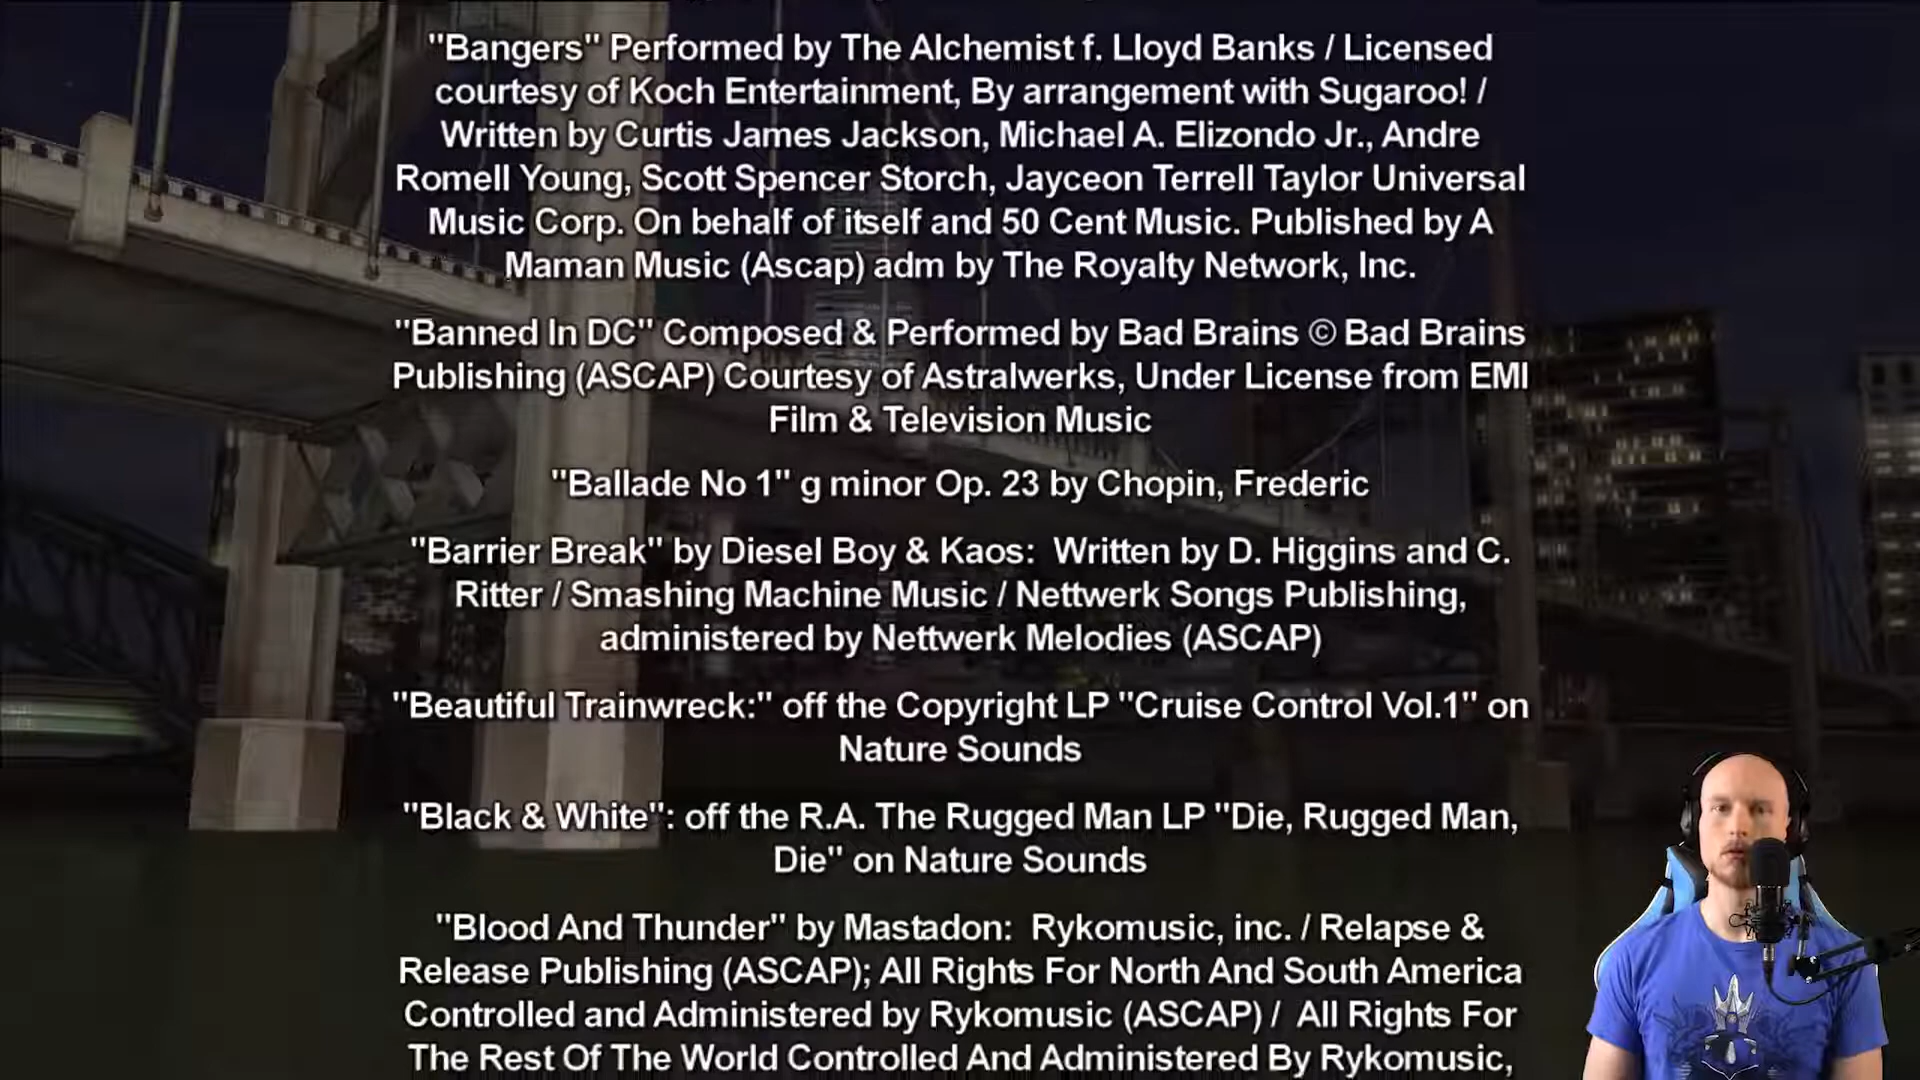 "Bangers" Performed by The Alchemist f. Lloyd Banks / Licensed
courtesy of Koch Entertainment, By arrangement with Sugaroo! /
Written by Curtis James Jackson, Michael A. Elizondo Jr., Andre
Romell Young, Scott Spencer Storch, Jayceon Terrell Taylor Universal
Music Corp. On behalf of itself and 50 Cent Music. Published by A
Maman Music (Ascap) adm by The Royalty Network, Inc.
"Banned In DC" Composed & Performed by Bad Brains © Bad Brains
Publishing (ASCAP) Courtesy of Astralwerks, Under License from EMI
Film & Television Music
"Ballade No 1" g minor Op. 23 by Chopin, Frederic
"Barrier Break" by Diesel Boy & Kaos:  Written by D. Higgins and C.
Ritter / Smashing Machine Music / Nettwerk Songs Publishing,
administered by Nettwerk Melodies (ASCAP)
"Beautiful Trainwreck:" off the Copyright LP "Cruise Control Vol.1" on
Nature Sounds
"Black & White": off the R.A. The Rugged Man LP "Die, Rugged Man,
Die" on Nature Sounds
"Blood And Thunder" by Mastadon:  Rykomusic, inc. / Relapse &
Release Publishing (ASCAP); All Rights For North And South America
Controlled and Administered by Rykomusic (ASCAP) /  All Rights For
The Rest Of The World Controlled And Administered By Rykomusic,